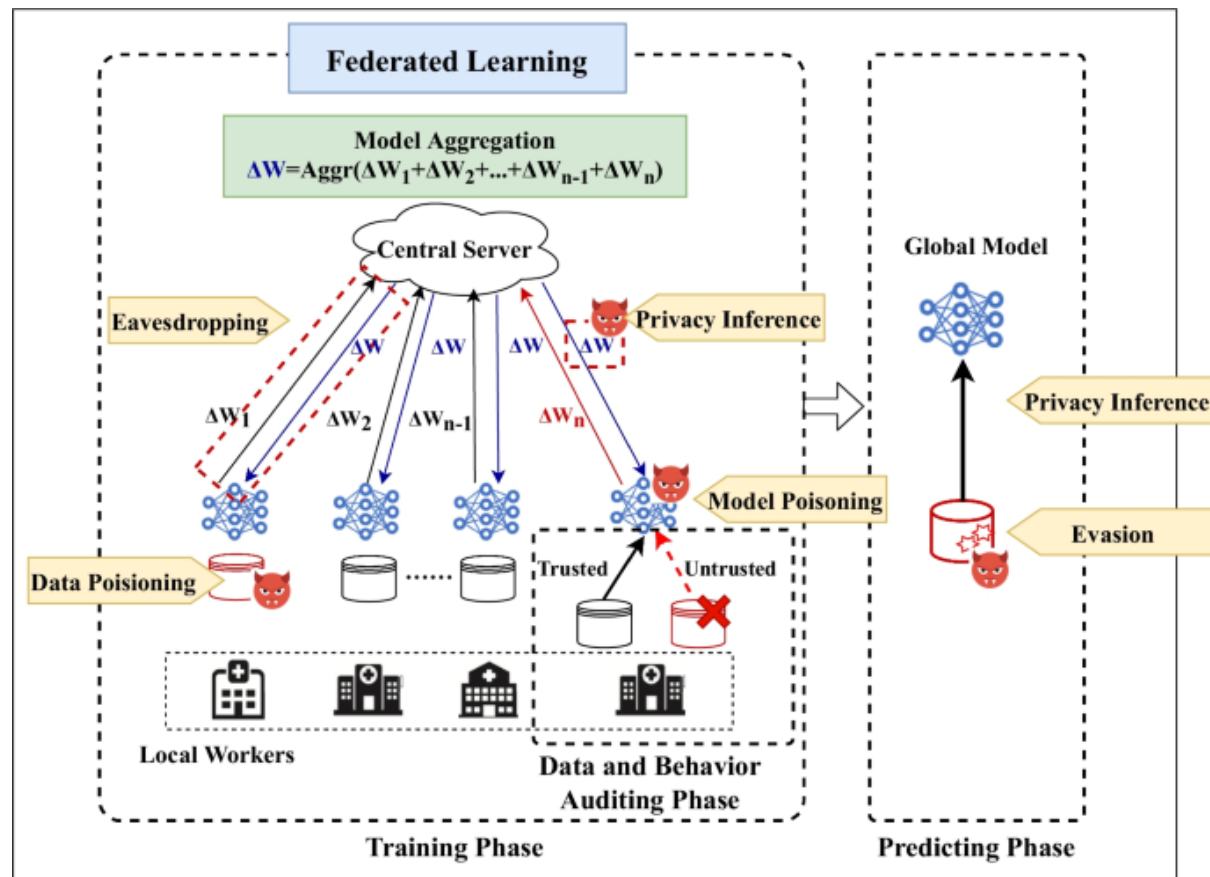 Federated Learning
Model Aggregation
ΔW=Aggr(ΔW1+ΔW2+...+ΔWn-1+ΔWn)
Central Server
Global Model
Eavesdropping
Privacy Inference
ΔW
ΔW
ΔW
ΔW
Privacy Inference
ΔW1
ΔW2
ΔWn-1
ΔWn
Model Poisoning
Evasion
Data Poisioning
Trusted
......
Untrusted
Local Workers
Data and Behavior
Auditing Phase
Training Phase
Predicting Phase